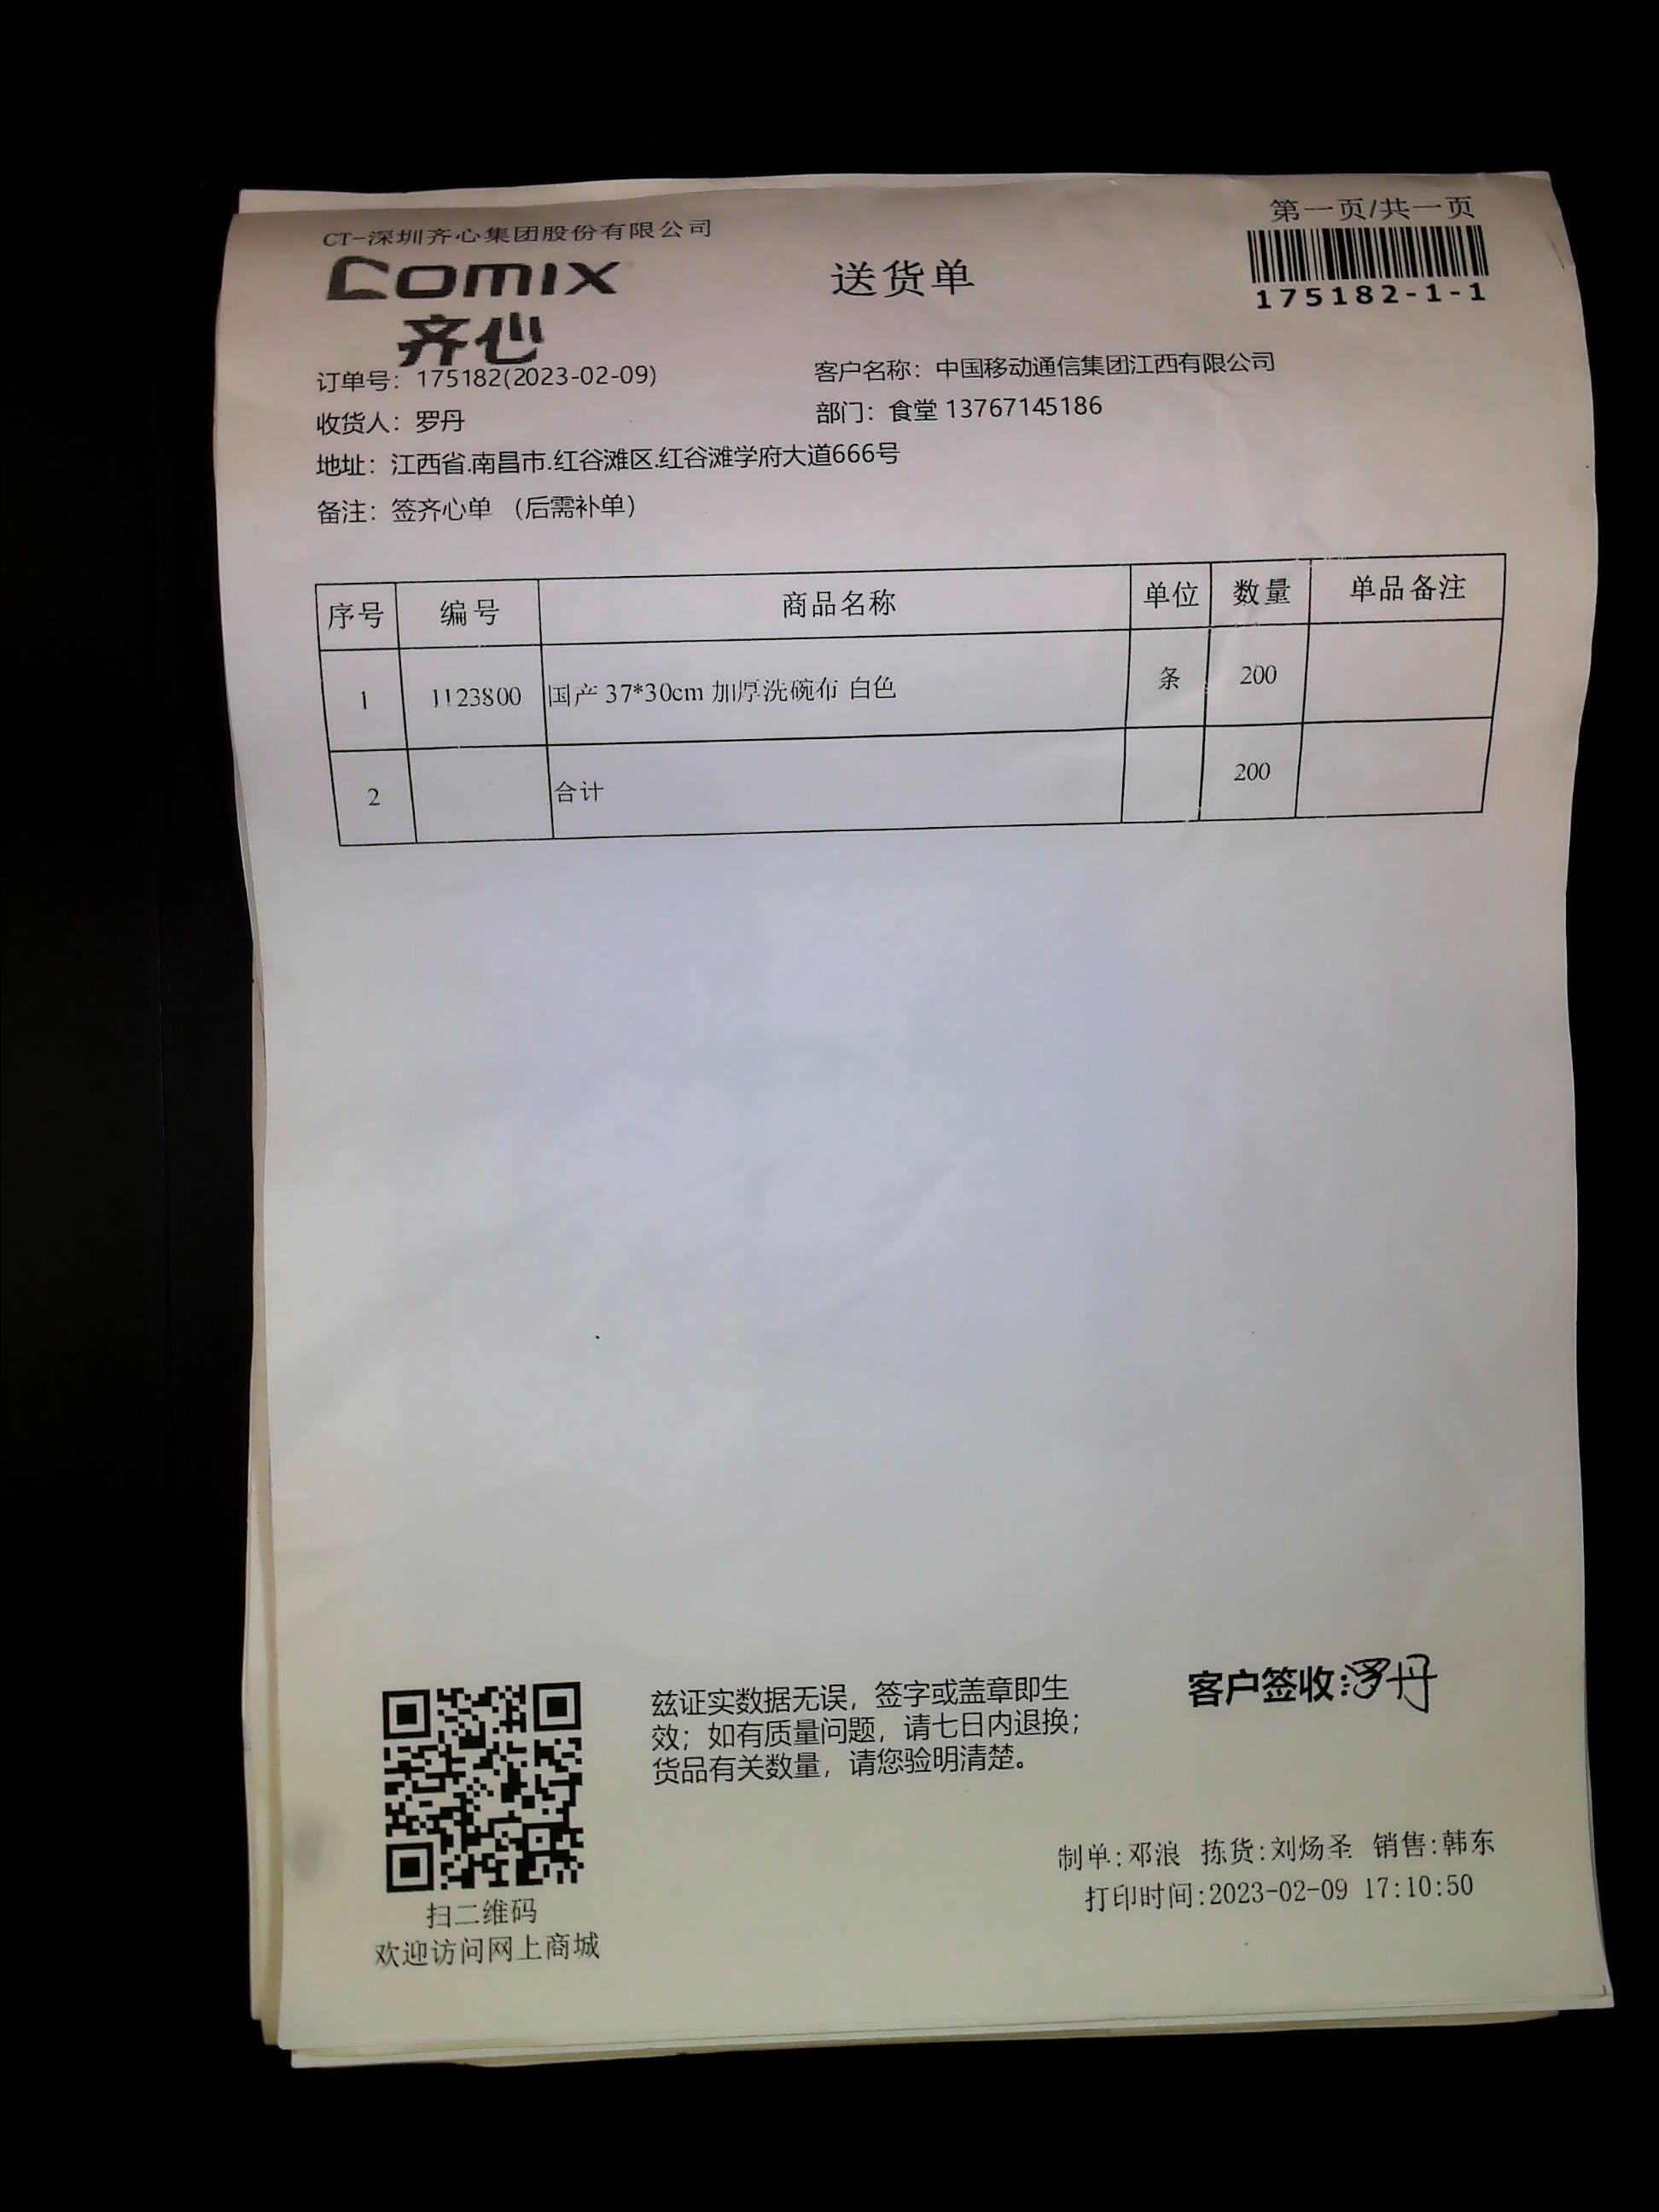 CT-深圳齐心集团股份有限公司
第一页/共一页
comix
齐心
送货单
175182-1-1
订单号：175182(2023-02-09)
客户名称：中国移动通信集团江西有限公司
收货人：罗丹
部门：食堂 13767145186
地址：江西省.南昌市.红谷滩区.红谷滩学府大道666号
备注：签齐心单 （后需补单）
序号 编号 商品名称 单位 数量 单品备注
1 1123800 国产 37*30cm 加厚洗碗布 白色 条 200
2 合计 200
兹证实数据无误，签字或盖章即生
效；如有质量问题，请七日内退换；
货品有关数量，请您验明清楚。
客户签收:罗丹
扫二维码
欢迎访问网上商城
制单:邓浪 拣货:刘炀圣 销售:韩东
打印时间:2023-02-09 17:10:50